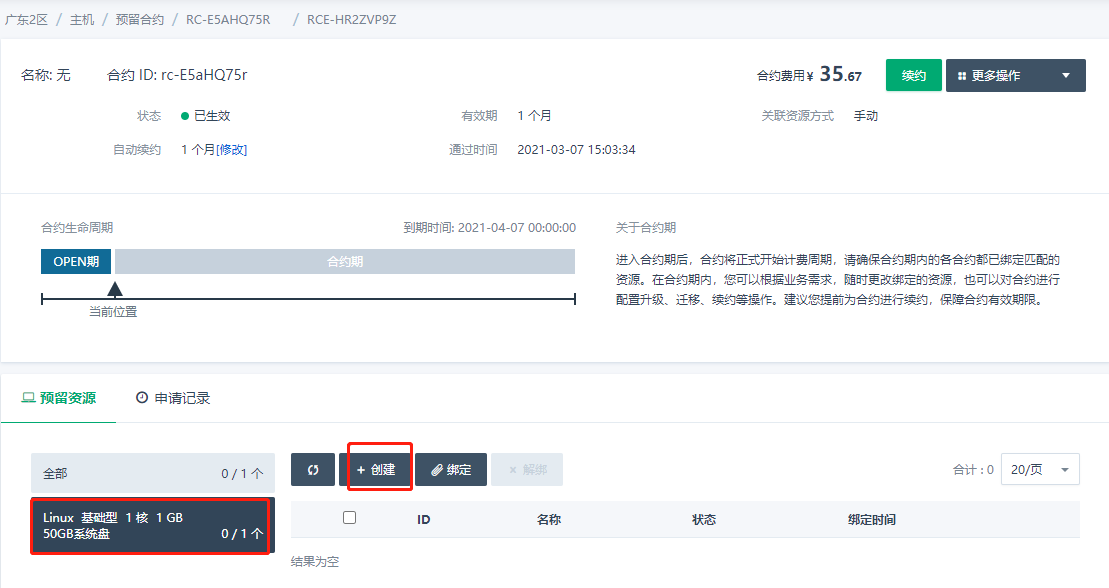 广东2区 / 主机 / 预留合约 / RC-E5AHQ75R / RCE-HR2ZVP9Z
名称: 无 合约 ID: rc-E5aHQ75r 合约费用¥ 35.67 续约 更多操作
状态 已生效 有效期 1 个月 关联资源方式 手动
自动续约 1 个月[修改] 通过时间 2021-03-07 15:03:34
合约生命周期 到期时间: 2021-04-07 00:00:00
OPEN期 合约期
当前位置
关于合约期
进入合约期后，合约将正式开始计费周期，请确保合约期内的各合约都已绑定匹配的
资源。在合约期内，您可以根据业务需求，随时更改绑定的资源，也可以对合约进行
配置升级、迁移、续约等操作。建议您提前为合约进行续约，保障合约有效期限。
预留资源 申请记录
全部 0 / 1 个
Linux 基础型 1 核 1 GB
50GB系统盘 0 / 1 个
+ 创建 绑定 × 解绑 合计 : 0 20/页
ID 名称 状态 绑定时间
结果为空